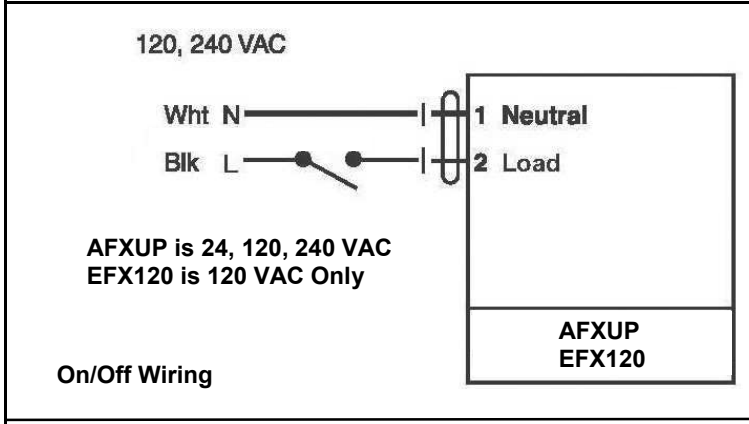 120, 240 VAC
Wht N 1 Neutral
Blk L 2 Load
AFXUP is 24, 120, 240 VAC
EFX120 is 120 VAC Only
AFXUP
EFX120
On/Off Wiring